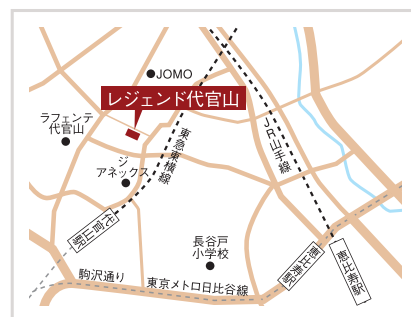 JOMO
レジェンド代官山
ラフェンテ
代官山
東急東横線
JR山手線
ジ
アネックス
代官山駅
長谷戸
小学校
恵比寿駅
恵比寿駅
駒沢通り
東京メトロ日比谷線